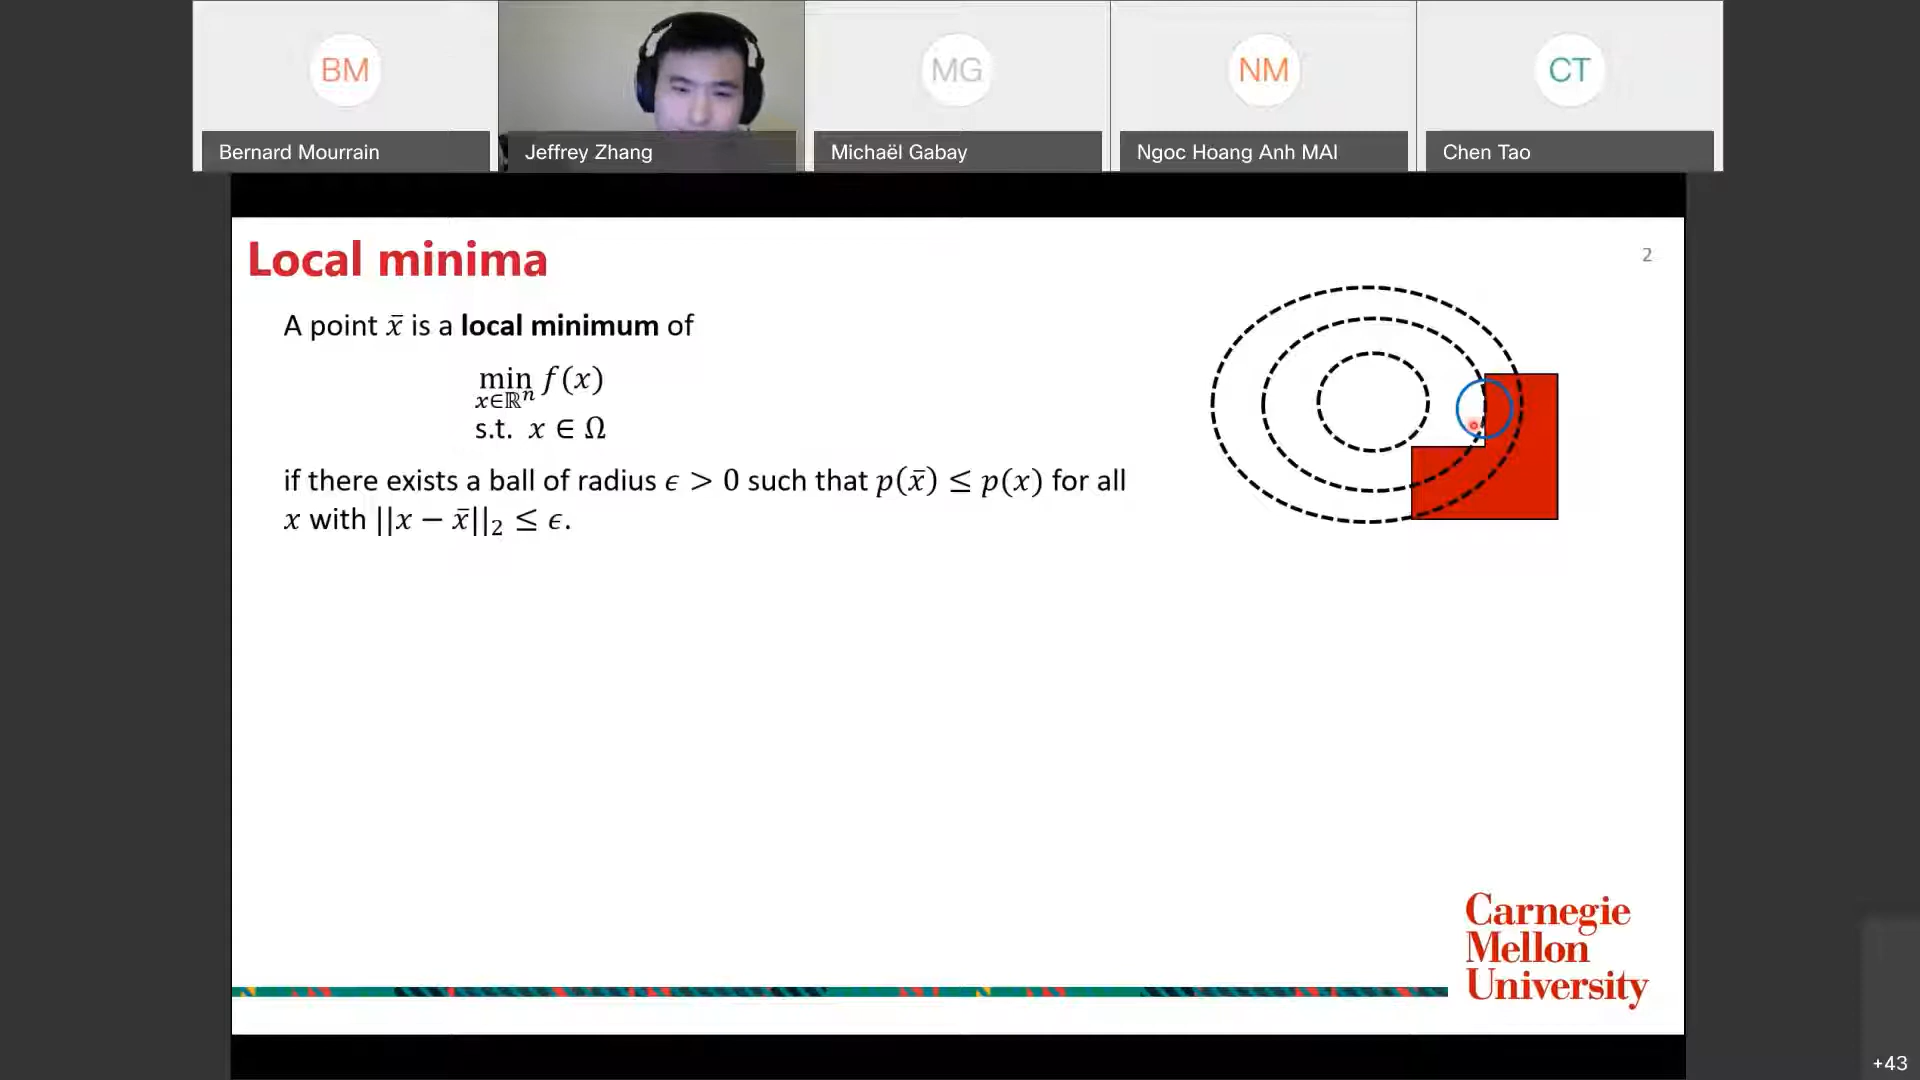 BM
MG
NM
CT
Bernard Mourrain
Jeffrey Zhang
Michaël Gabay
Ngoc Hoang Anh MAI
Chen Tao
Local minima
2
A point x̄ is a local minimum of
min f(x)
x∈ℝⁿ
s.t. x ∈ Ω
if there exists a ball of radius ϵ > 0 such that p(x̄) ≤ p(x) for all
x with ||x − x̄||₂ ≤ ϵ.
Carnegie
Mellon
University
+43